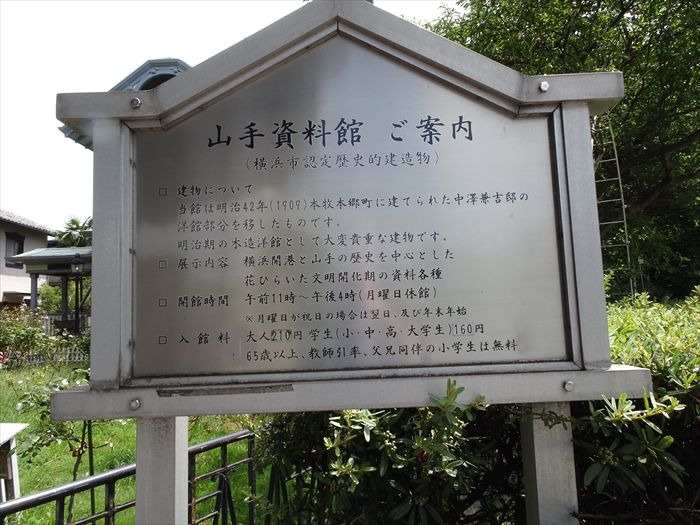 山手資料館 ご案内
(横浜市認定歴史的建造物)
□ 建物について
当館は明治42年(1909)本牧本郷町に建てられた中澤兼吉邸の
洋館部分を移したものです。
明治期の木造洋館として大変貴重な建物です。
□ 展示内容 横浜開港と山手の歴史を中心とした
花ひらいた文明開化期の資料各種
□ 開館時間 午前11時〜午後4時(月曜日休館)
※月曜日が祝日の場合は翌日、及び年末年始
□ 入館料 大人210円 学生(小・中・高・大学生)160円
65歳以上、教師引率、父兄同伴の小学生は無料